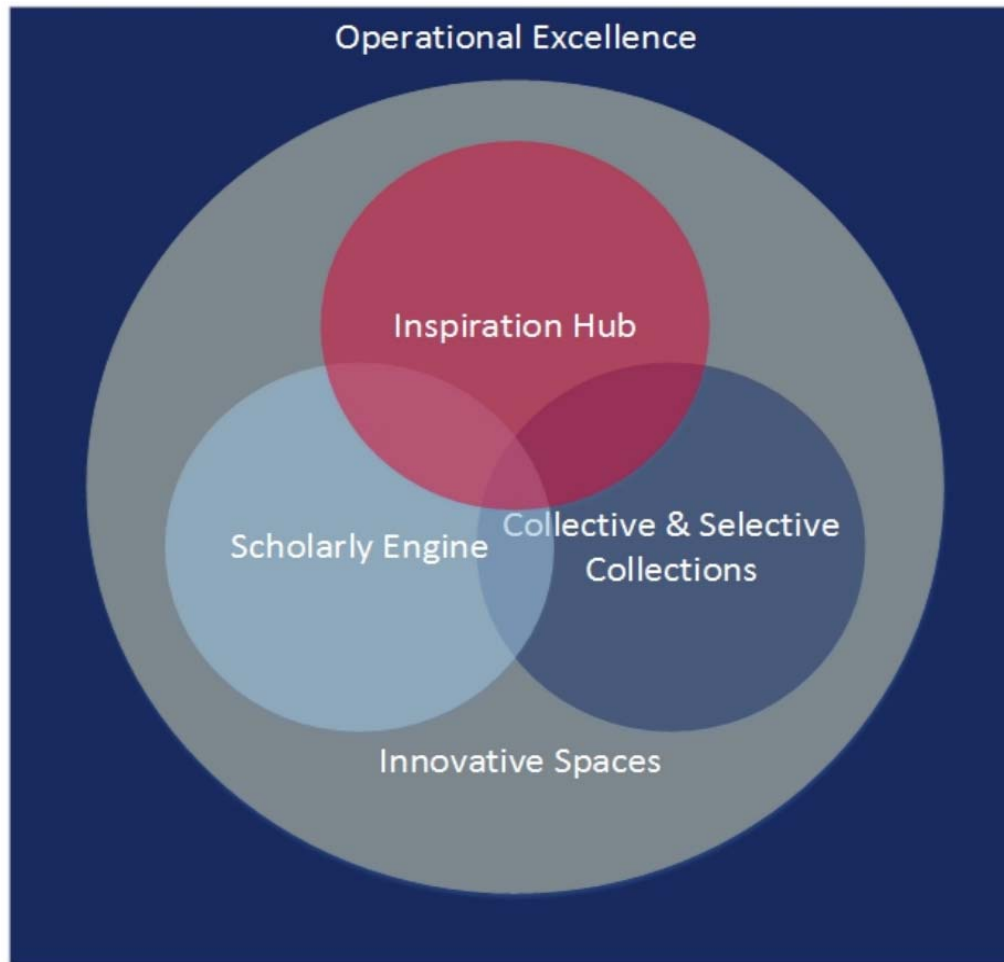 Operational Excellence
Inspiration Hub
Scholarly Engine
Collective & Selective
Collections
Innovative Spaces